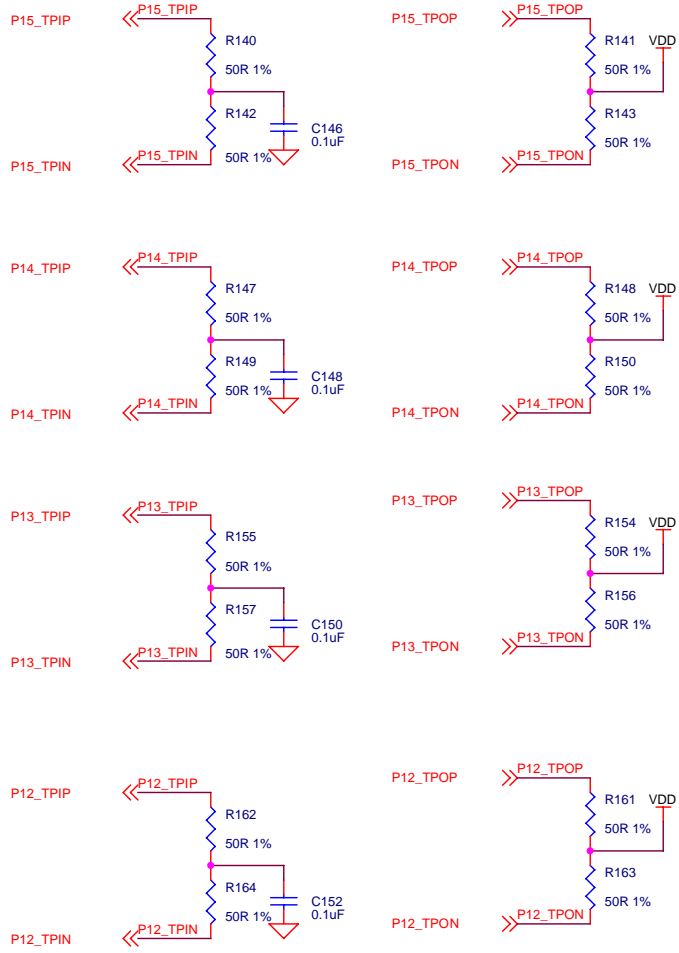 P15_TPIP
P15_TPIP
R140
50R 1%
R142
50R 1%
C146
0.1uF
P15_TPIN
P15_TPIN
P15_TPOP
P15_TPOP
R141
VDD
50R 1%
R143
50R 1%
P15_TPON
P15_TPON
P14_TPIP
P14_TPIP
R147
50R 1%
R149
50R 1%
C148
0.1uF
P14_TPIN
P14_TPIN
P14_TPOP
P14_TPOP
R148
VDD
50R 1%
R150
50R 1%
P14_TPON
P14_TPON
P13_TPIP
P13_TPIP
R155
50R 1%
R157
50R 1%
C150
0.1uF
P13_TPIN
P13_TPIN
P13_TPOP
P13_TPOP
R154
VDD
50R 1%
R156
50R 1%
P13_TPON
P13_TPON
P12_TPIP
P12_TPIP
R162
50R 1%
R164
50R 1%
C152
0.1uF
P12_TPIN
P12_TPIN
P12_TPOP
P12_TPOP
R161
VDD
50R 1%
R163
50R 1%
P12_TPON
P12_TPON